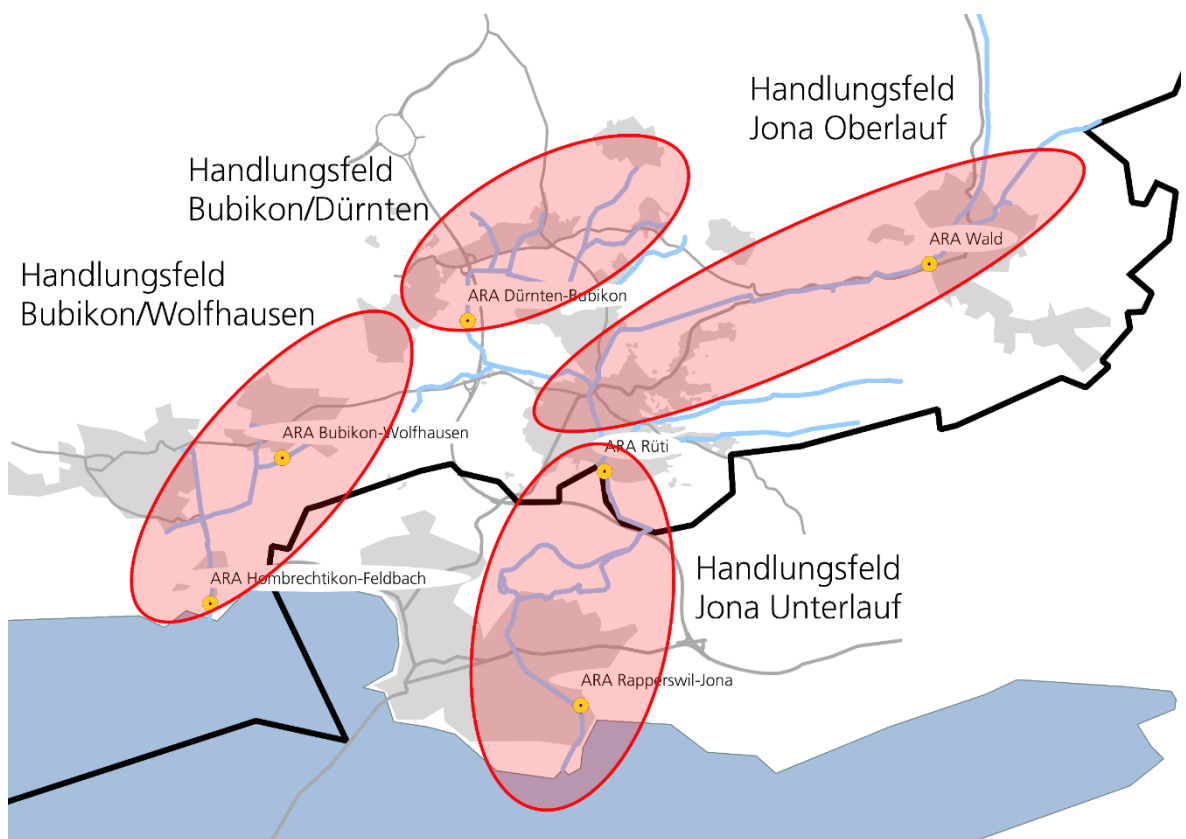 Handlungsfeld
Jona Oberlauf
Handlungsfeld
Bubikon/Dürnten
ARA Wald
Handlungsfeld
Bubikon/Wolfhausen
ARA Dürnten-Bubikon
ARA Bubikon-Wolfhausen
ARA Rüti
Handlungsfeld
Jona Unterlauf
ARA Hombrechtikon-Feldbach
ARA Rapperswil-Jona